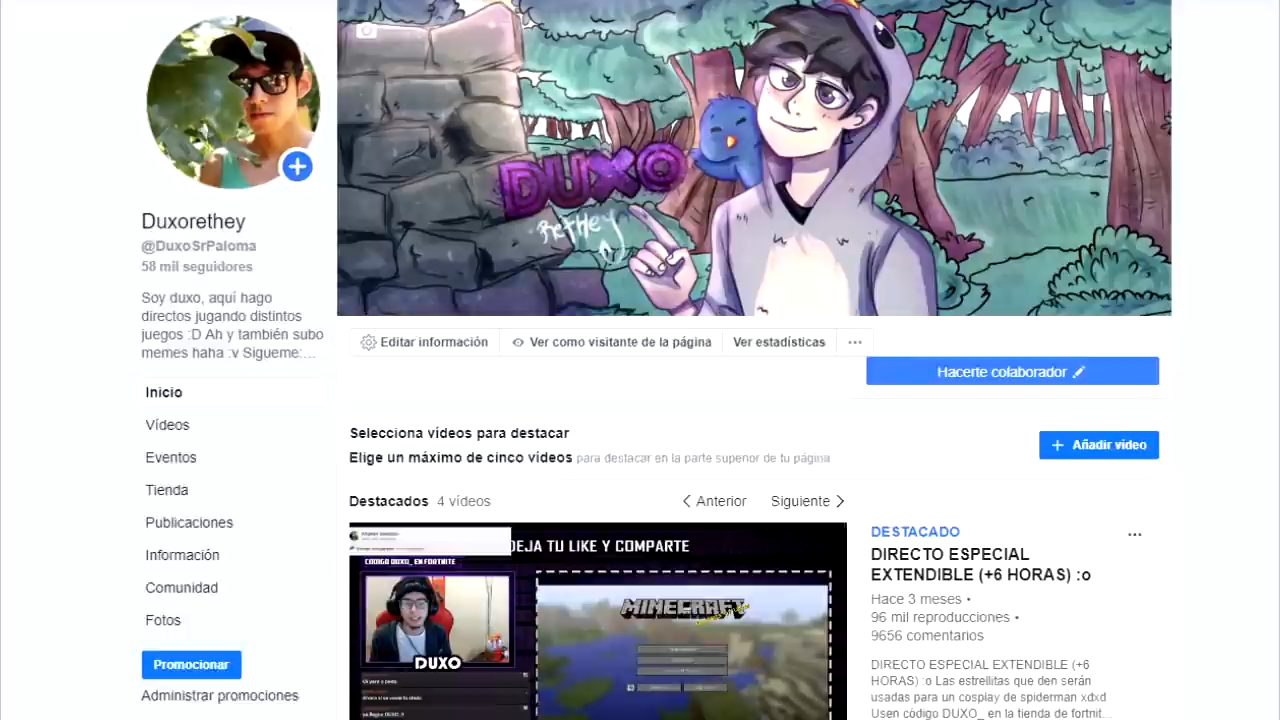 DUXO
Rethey
Duxorethey
@DuxoSrPaloma
58 mil seguidores
Soy duxo, aquí hago
directos jugando distintos
juegos :D Ah y también subo
memes haha :v Sigueme:...
Editar información
Ver como visitante de la página
Ver estadísticas
Hacerte colaborador
Inicio
Vídeos
Eventos
Tienda
Publicaciones
Información
Comunidad
Fotos
Promocionar
Administrar promociones
Selecciona vídeos para destacar
Elige un máximo de cinco vídeos para destacar en la parte superior de tu página
Añadir vídeo
Destacados 4 vídeos
Anterior
Siguiente
DEJA TU LIKE Y COMPARTE
CODIGO DUXO_ EN FORTNITE
MINECRAFT
DUXO
DESTACADO
DIRECTO ESPECIAL
EXTENDIBLE (+6 HORAS) :o
Hace 3 meses •
96 mil reproducciones •
9656 comentarios
DIRECTO ESPECIAL EXTENDIBLE (+6
HORAS) :o Las estrellitas que den serán
usadas para un cosplay de spiderman xdxd
Usen código DUXO_ en la tienda de fortnit...